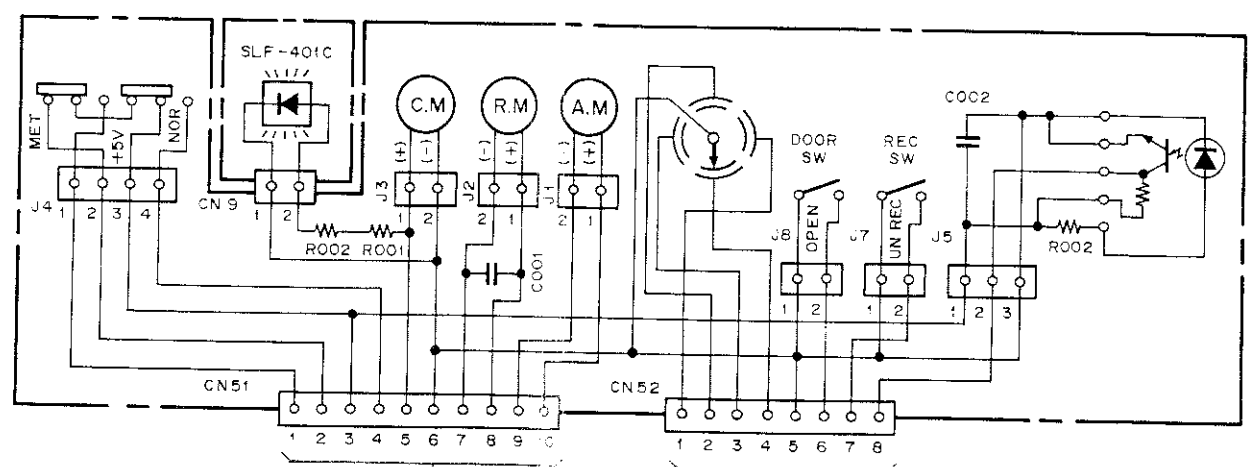 SLF-401C
C.M
R.M
A.M
MET
+5V
NOR
(+)
(-)
(-)
(+)
(-)
(+)
C002
DOOR SW
REC SW
J4
1 2 3 4
CN9
1 2
J3
1 2
J2
2 1
J1
2 1
R002 R001
C001
J8
OPEN
1 2
J7
UN REC
1 2
J5
1 2 3
R002
CN51
1 2 3 4 5 6 7 8 9 10
CN52
1 2 3 4 5 6 7 8